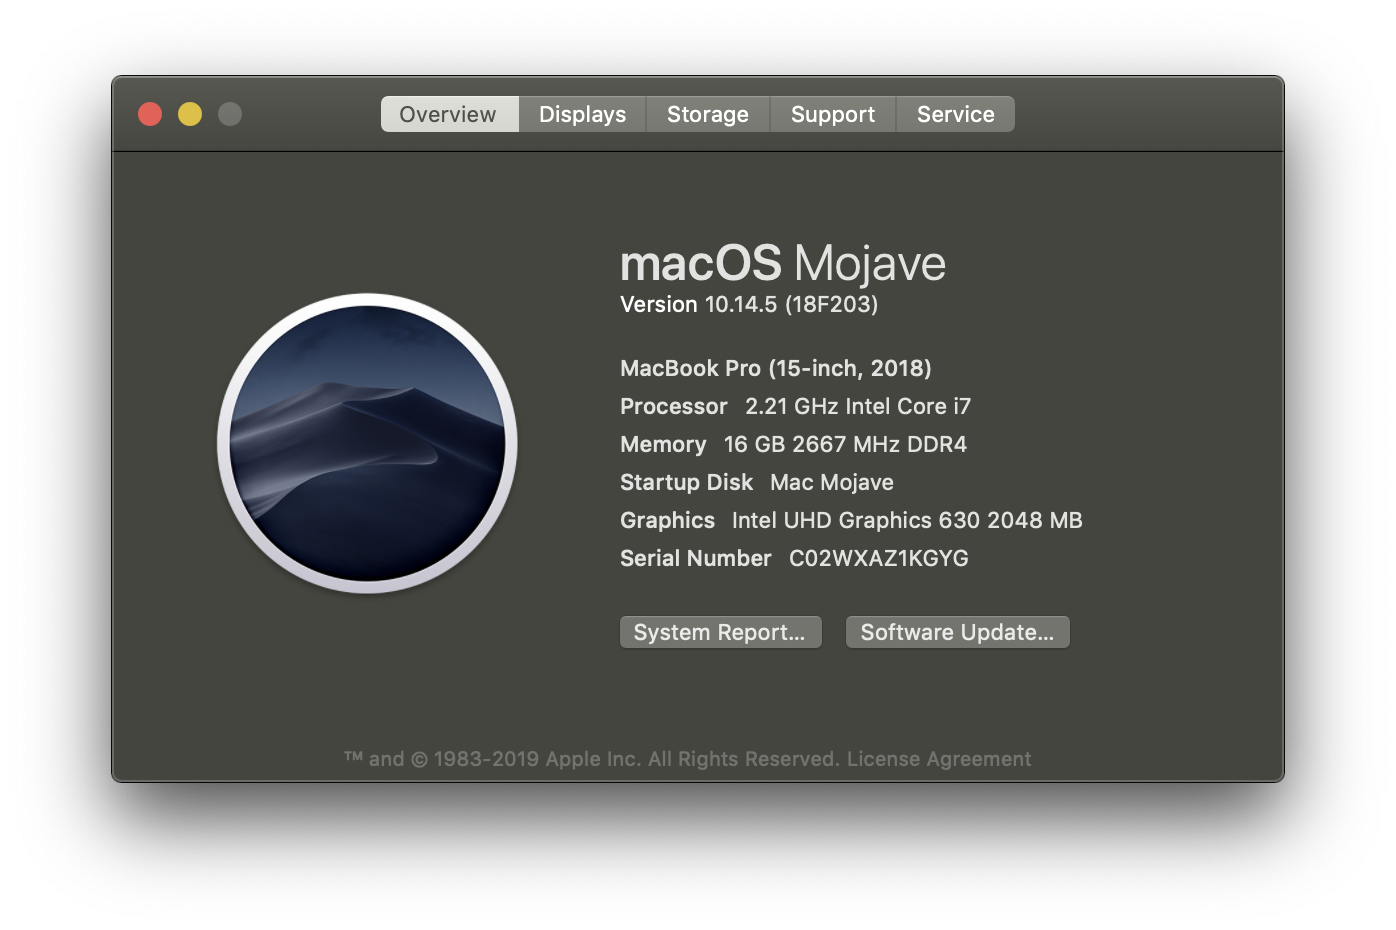 Overview Displays Storage Support Service
macOS Mojave
Version 10.14.5 (18F203)
MacBook Pro (15-inch, 2018)
Processor 2.21 GHz Intel Core i7
Memory 16 GB 2667 MHz DDR4
Startup Disk Mac Mojave
Graphics Intel UHD Graphics 630 2048 MB
Serial Number C02WXAZ1KGYG
System Report... Software Update...
™ and © 1983-2019 Apple Inc. All Rights Reserved. License Agreement